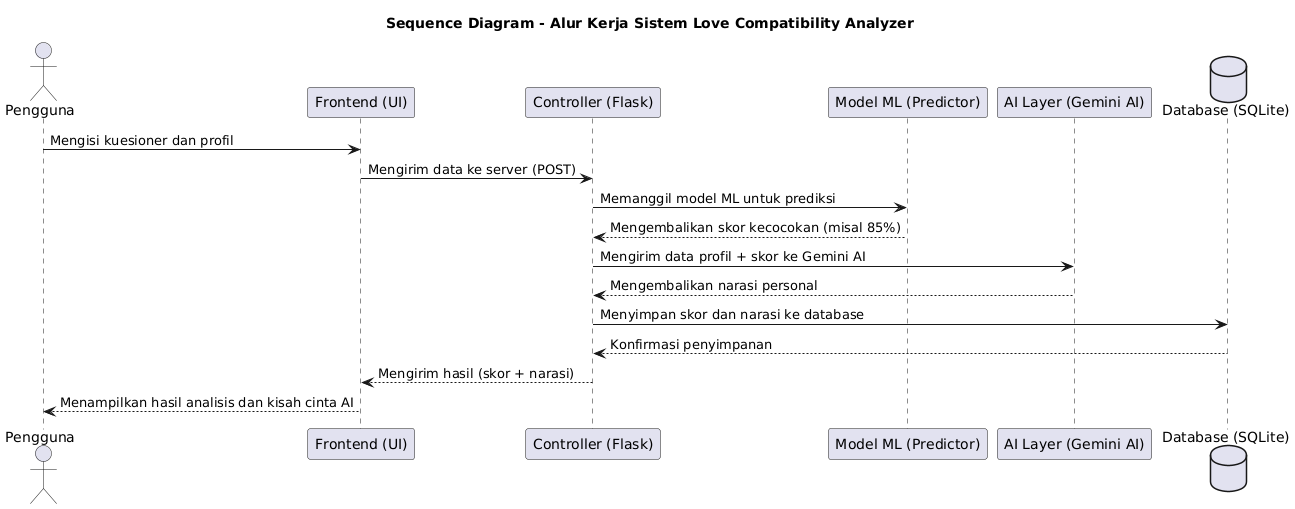 Sequence Diagram - Alur Kerja Sistem Love Compatibility Analyzer
Pengguna
Frontend (UI)
Controller (Flask)
Model ML (Predictor)
AI Layer (Gemini AI)
Database (SQLite)
Mengisi kuesioner dan profil
Mengirim data ke server (POST)
Memanggil model ML untuk prediksi
Mengembalikan skor kecocokan (misal 85%)
Mengirim data profil + skor ke Gemini AI
Mengembalikan narasi personal
Menyimpan skor dan narasi ke database
Konfirmasi penyimpanan
Mengirim hasil (skor + narasi)
Menampilkan hasil analisis dan kisah cinta AI
Pengguna
Frontend (UI)
Controller (Flask)
Model ML (Predictor)
AI Layer (Gemini AI)
Database (SQLite)